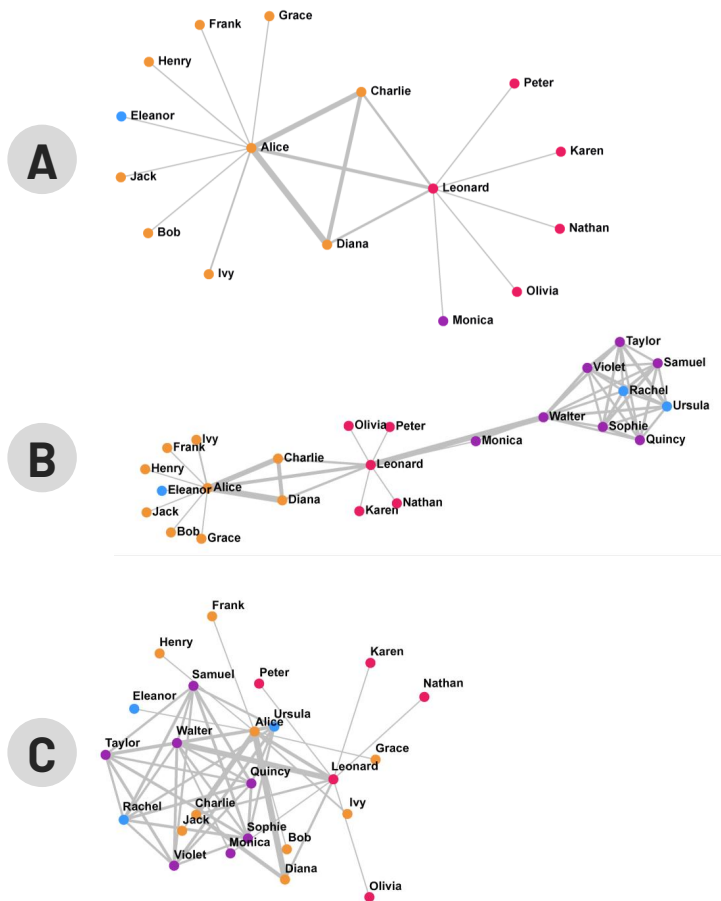 Grace
Frank
Henry
Charlie
Peter
Eleanor
A
Alice
Karen
Jack
Leonard
Bob
Nathan
Diana
Ivy
Olivia
Monica
Taylor
Violet
Samuel
Rachel
Ursula
Walter
Sophie
Quincy
B
Olivia
Peter
Ivy
Frank
Monica
Charlie
Henry
Leonard
Eleanor
Alice
Diana
Nathan
Jack
Karen
Bob
Grace
Frank
Henry
Karen
Samuel
Peter
Nathan
Eleanor
Ursula
Alice
Walter
Taylor
Grace
C
Leonard
Quincy
Rachel
Charlie
Ivy
Jack
Sophie
Bob
Monica
Violet
Diana
Olivia